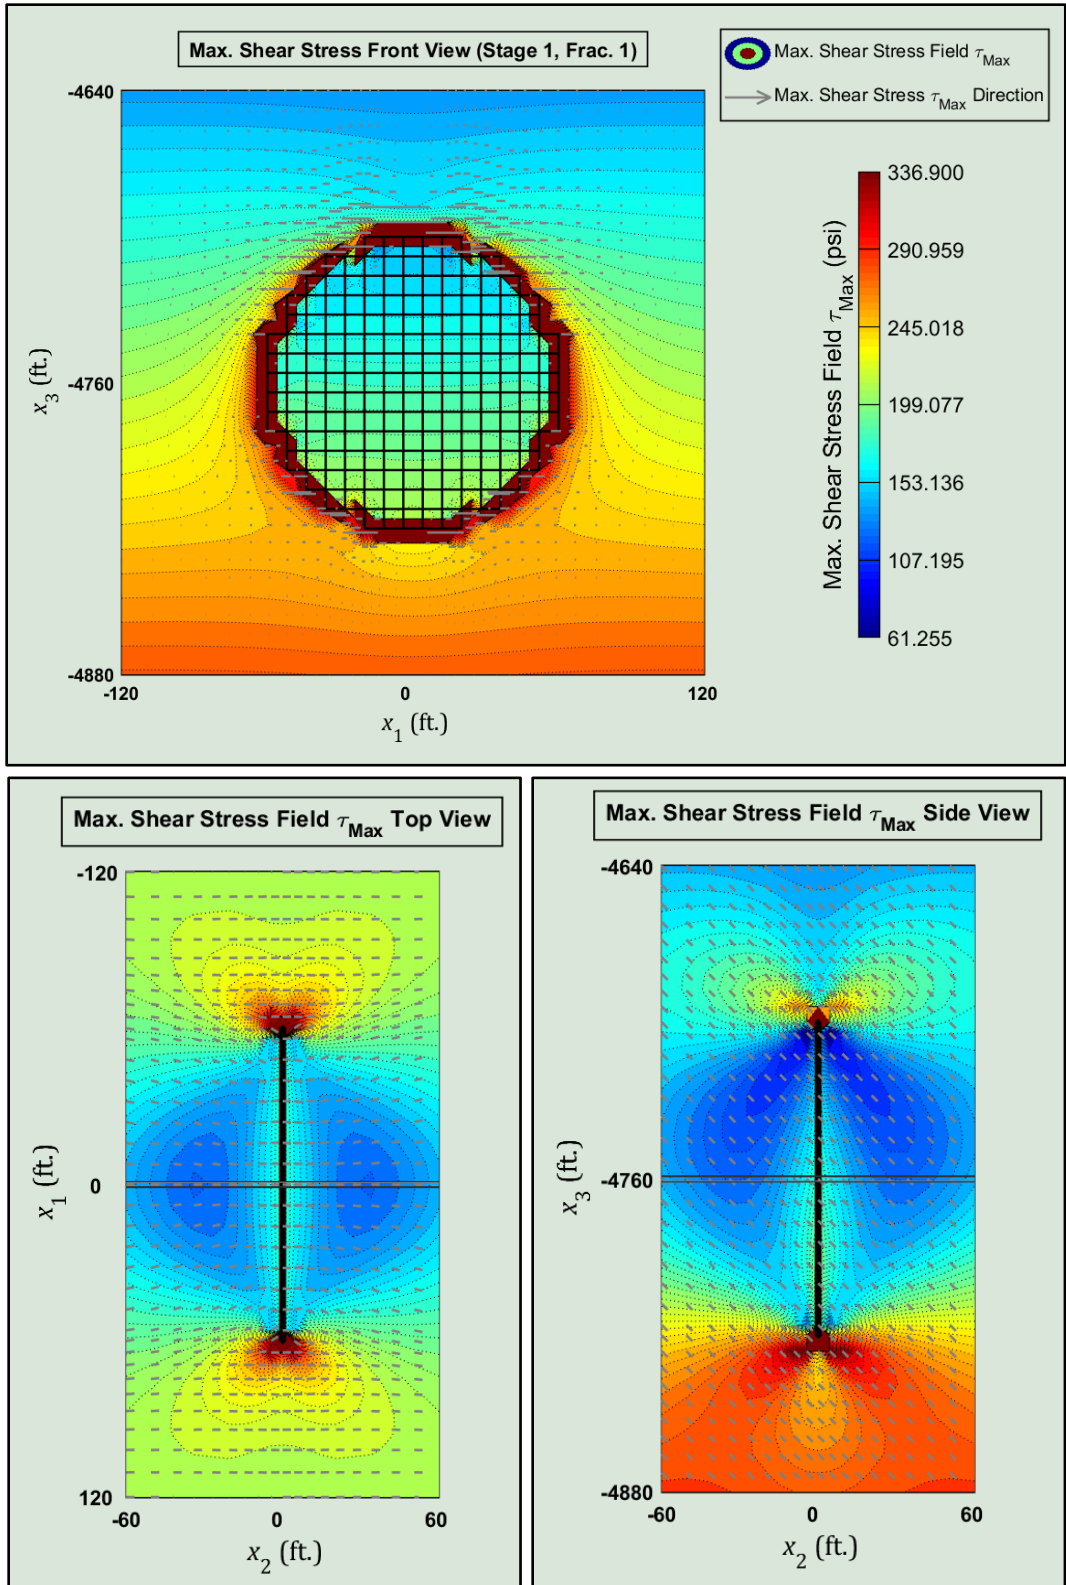 Max. Shear Stress Front View (Stage 1, Frac. 1)
Max. Shear Stress Field τMax
Max. Shear Stress τMax Direction
-4640
-4760
-4880
x3 (ft.)
-120
0
120
x1 (ft.)
Max. Shear Stress Field τMax (psi)
336.900
290.959
245.018
199.077
153.136
107.195
61.255
Max. Shear Stress Field τMax Top View
-120
0
120
x1 (ft.)
-60
0
60
x2 (ft.)
Max. Shear Stress Field τMax Side View
-4640
-4760
-4880
x3 (ft.)
-60
0
60
x2 (ft.)